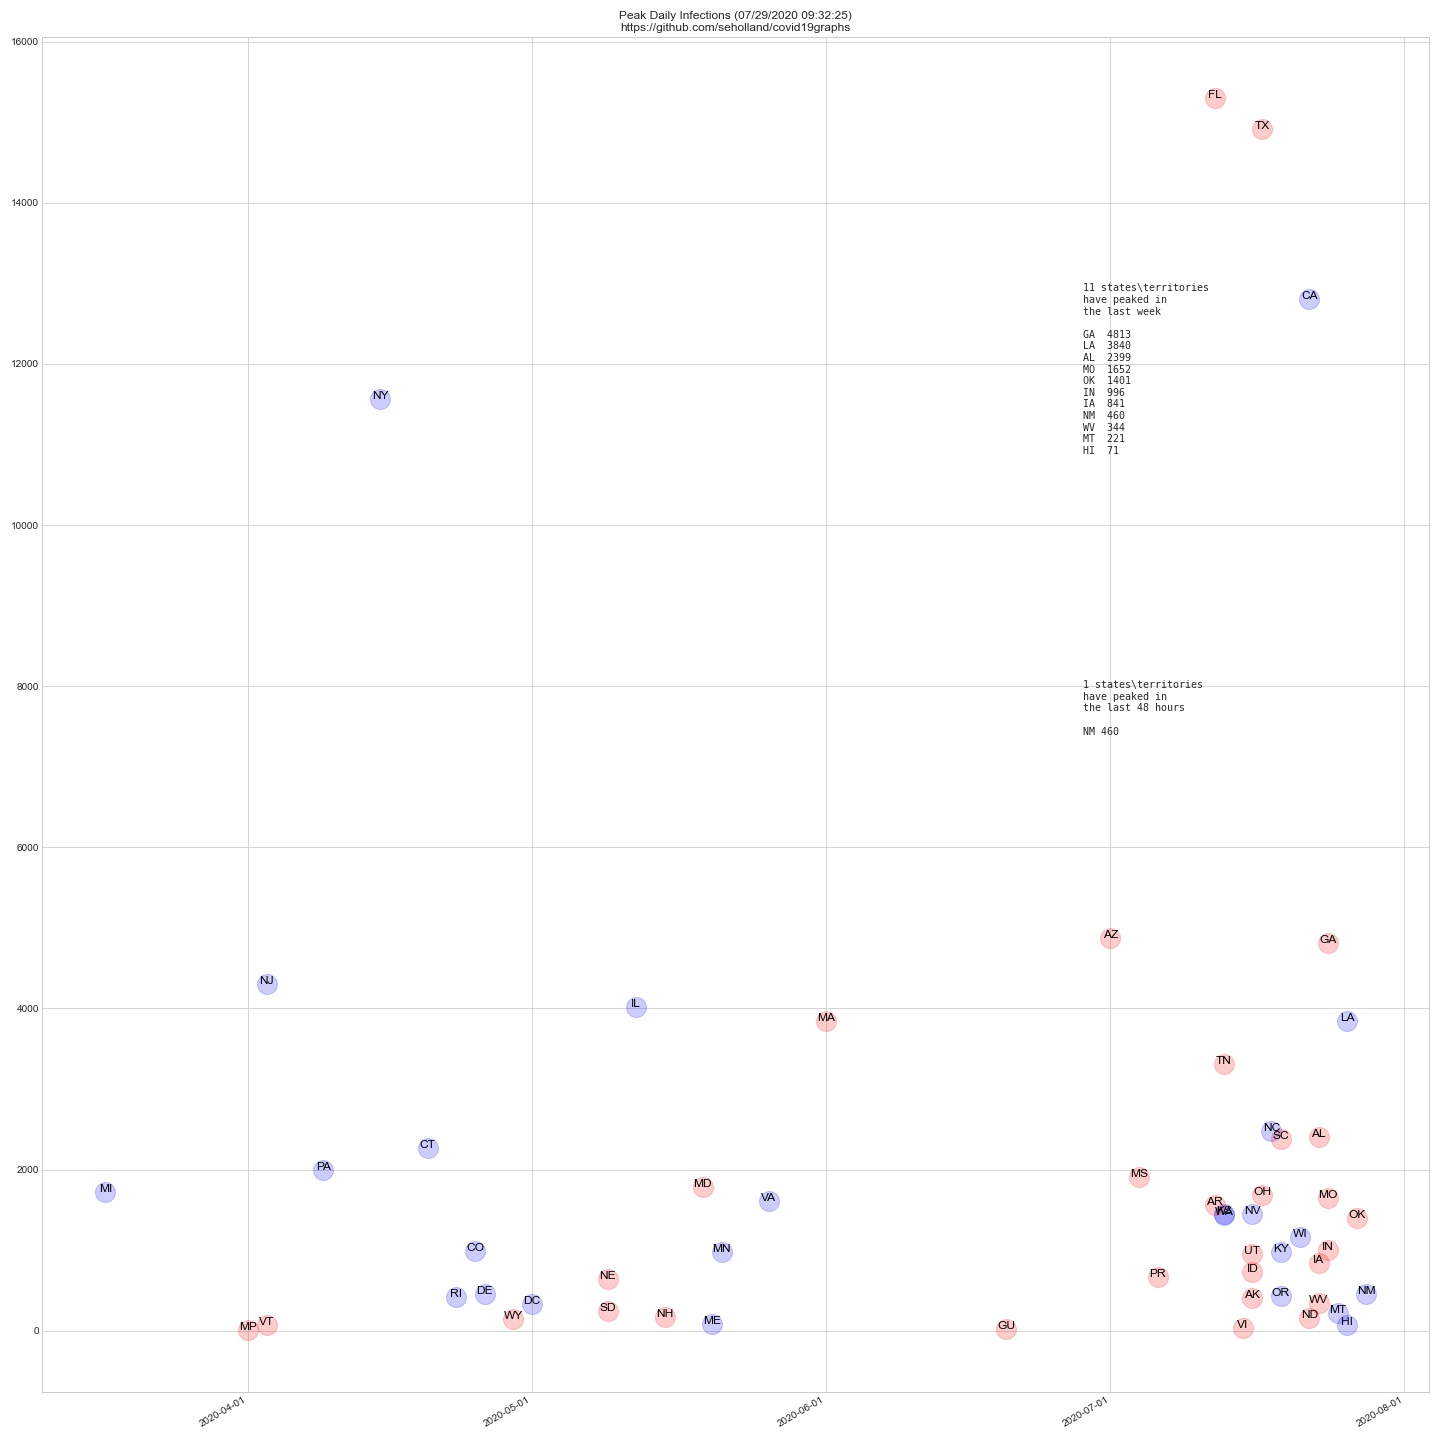 Peak Daily Infections (07/29/2020 09:32:25)
https://github.com/seholland/covid19graphs
16000
FL
TX
14000
11 states\territories
have peaked in
the last week
CA
GA 4813
LA 3840
AL 2399
MO 1652
OK 1401
IN 996
IA 841
NM 460
WV 344
MT 221
HI 71
12000
NY
10000
8000
1 states\territories
have peaked in
the last 48 hours
NM 460
6000
AZ
GA
NJ
IL
4000
MA
LA
TN
NC
SC
AL
CT
PA
2000
MI
MD
VA
MS
OH
MO
AR
NV
OK
WI
CO
MN
UT
KY
IN
IA
NE
PR
ID
RI
DE
DC
AK
OR
NM
SD
WV
WY
NH
ND
MT
MP
VT
ME
GU
VI
HI
0
2020-04-01
2020-05-01
2020-06-01
2020-07-01
2020-08-01